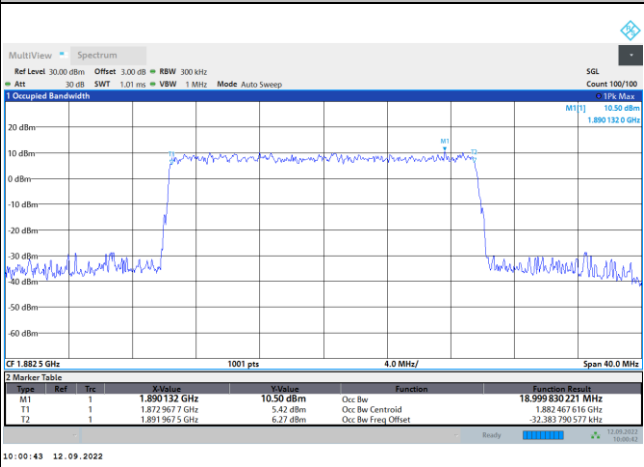 MultiView Spectrum
Ref Level 30.00 dBm Offset 3.00 dB RBW 300 kHz SGL
Att 30 dB SWT 1.01 ms VBW 1 MHz Mode Auto Sweep Count 100/100
1 Occupied Bandwidth 1Pk Max
M1[1] 10.50 dBm
1.890 132 0 GHz
20 dBm
M1
10 dBm
T1 T2
0 dBm
-10 dBm
-20 dBm
-30 dBm
-40 dBm
-50 dBm
-60 dBm
CF 1.882 5 GHz 1001 pts 4.0 MHz/ Span 40.0 MHz
2 Marker Table
Type Ref Trc X-Value Y-Value Function Function Result
M1 1 1.890 132 GHz 10.50 dBm Occ Bw 18.999 830 221 MHz
T1 1 1.872 967 7 GHz 5.42 dBm Occ Bw Centroid 1.882 467 616 GHz
T2 1 1.891 967 5 GHz 6.27 dBm Occ Bw Freq Offset -32.383 790 577 kHz
Ready 12.09.2022
10:00:42
10:00:43 12.09.2022